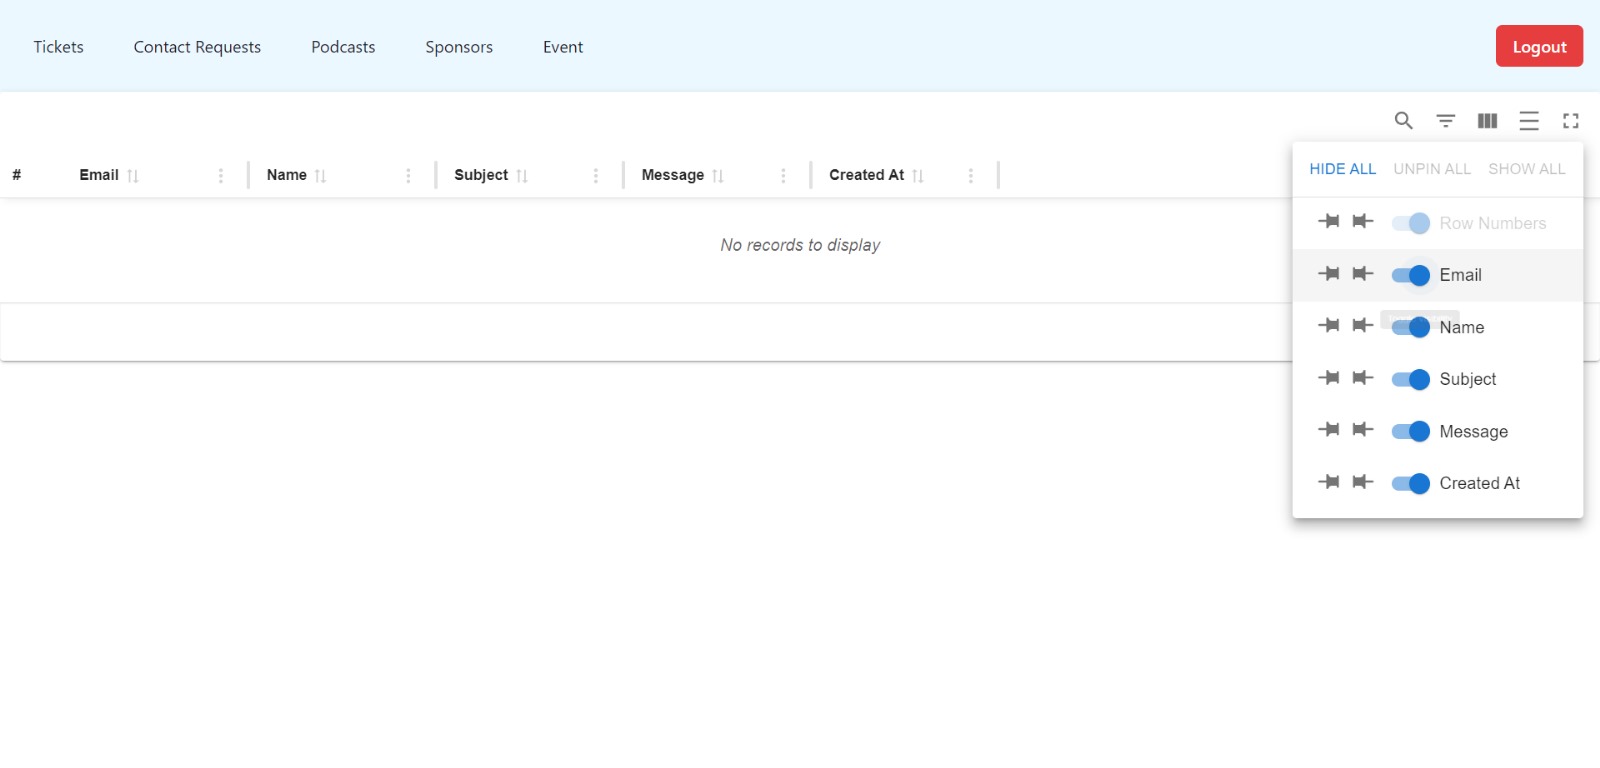 Tickets Contact Requests Podcasts Sponsors Event Logout
HIDE ALL UNPIN ALL SHOW ALL
# Email Name Subject Message Created At
Row Numbers
No records to display
Email
Name
Subject
Message
Created At